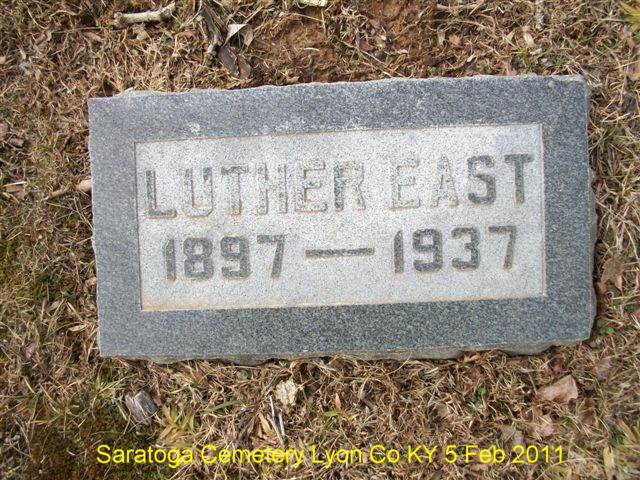 LUTHER EAST
1897 — 1937
Saratoga Cemetery Lyon Co KY 5 Feb 2011